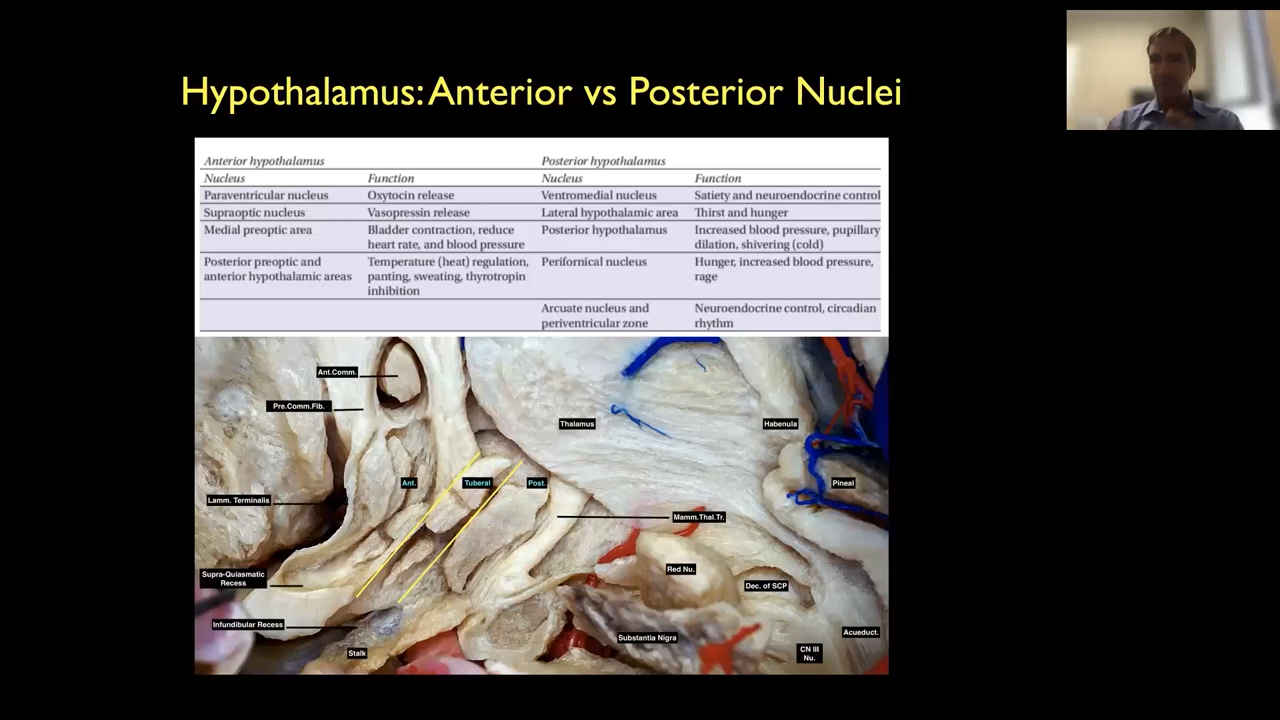 Hypothalamus: Anterior vs Posterior Nuclei
Anterior hypothalamus Posterior hypothalamus
Nucleus Function Nucleus Function
Paraventricular nucleus Oxytocin release Ventromedial nucleus Satiety and neuroendocrine control
Supraoptic nucleus Vasopressin release Lateral hypothalamic area Thirst and hunger
Medial preoptic area Bladder contraction, reduce Posterior hypothalamus Increased blood pressure, pupillary
heart rate, and blood pressure dilation, shivering (cold)
Posterior preoptic and Temperature (heat) regulation, Perifornical nucleus Hunger, increased blood pressure,
anterior hypothalamic areas panting, sweating, thyrotropin rage
inhibition
Arcuate nucleus and Neuroendocrine control, circadian
periventricular zone rhythm
Ant.Comm.
Pre.Comm.Fib.
Thalamus
Habenula
Ant.
Tuberal
Post.
Pineal
Lamm. Terminalis
Mamm.Thal.Tr.
Supra-Quiasmatic
Recess
Red Nu.
Dec. of SCP
Infundibular Recess
Substantia Nigra
Acueduct.
Stalk
CN III
Nu.